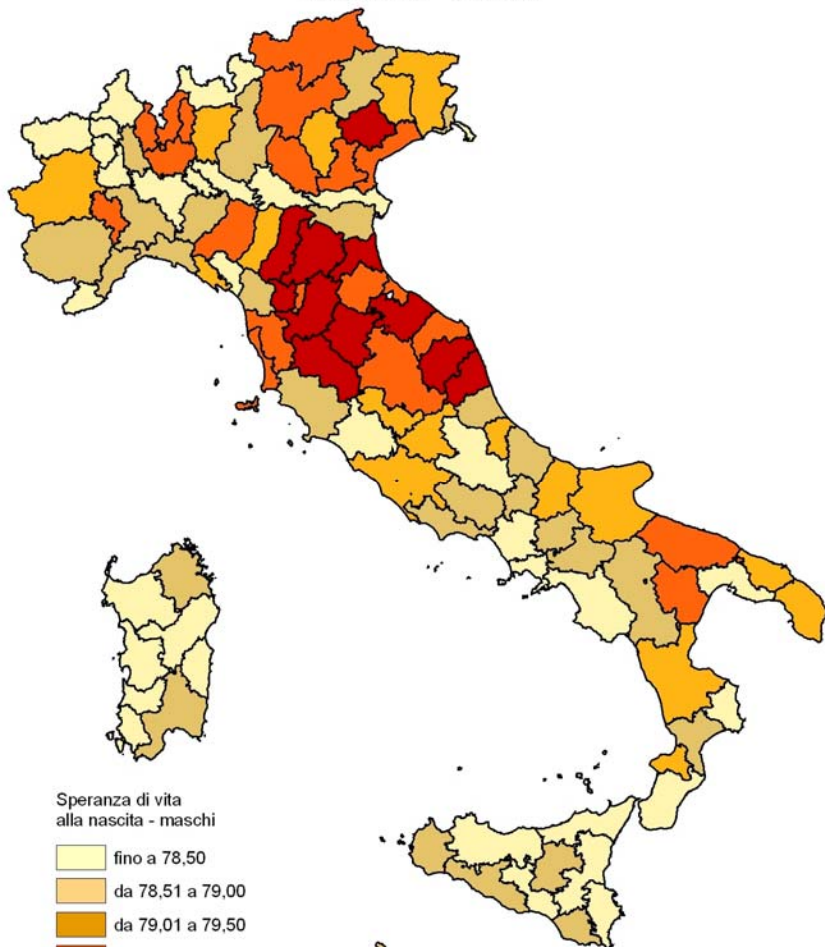 Speranza di vita
alla nascita - maschi
fino a 78,50
da 78,51 a 79,00
da 79,01 a 79,50